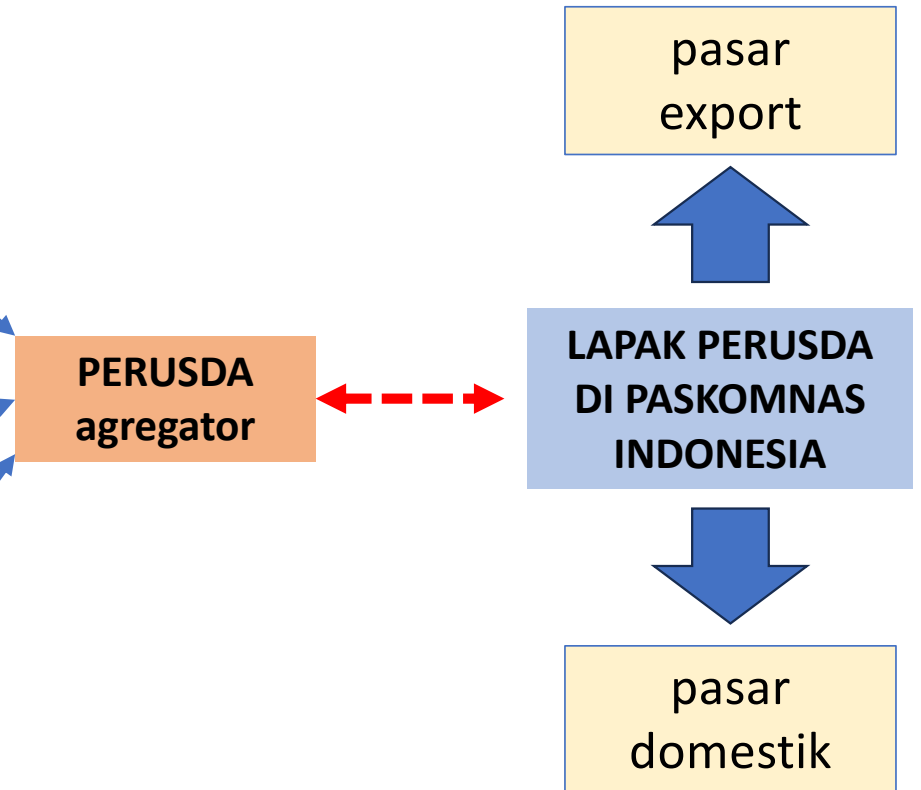 pasar
export
PERUSDA
agregator
LAPAK PERUSDA
DI PASKOMNAS
INDONESIA
pasar
domestik